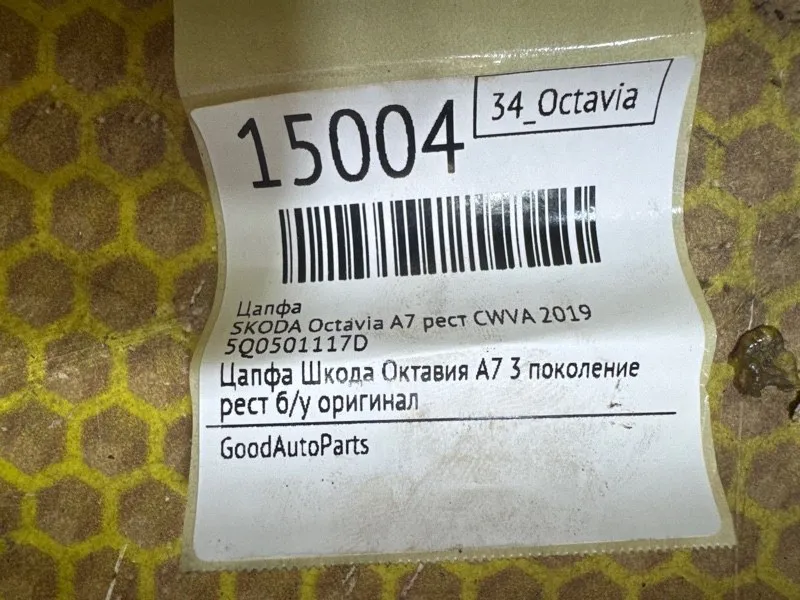 34_Octavia
15004
Цапфа
SKODA Octavia A7 рест CWVA 2019
5Q0501117D
Цапфа Шкода Октавия А7 3 поколение
рест б/у оригинал
GoodAutoParts